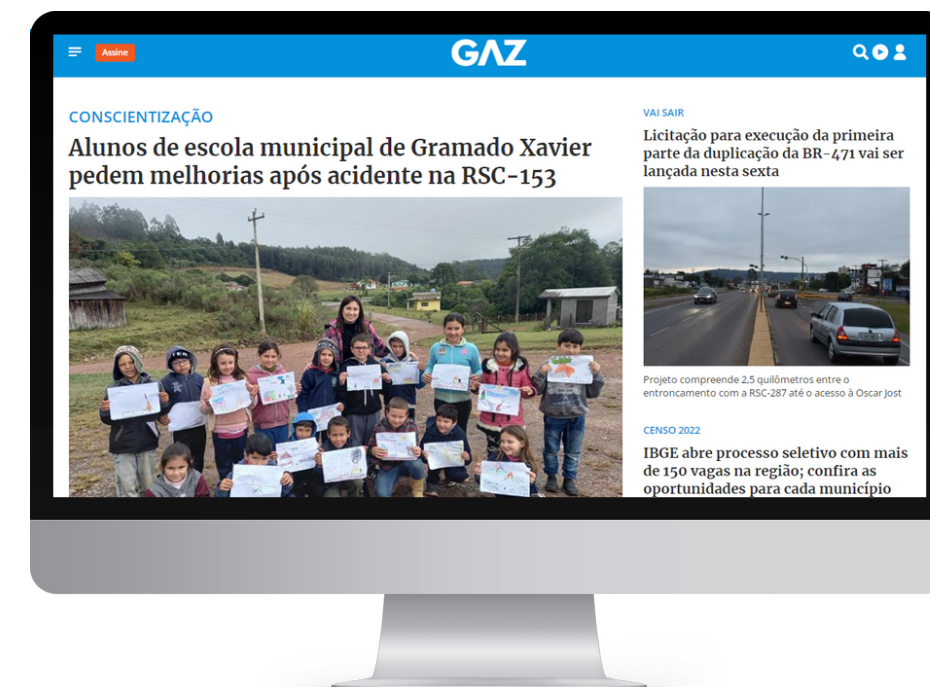 Assine
GAZ
CONSCIENTIZAÇÃO
Alunos de escola municipal de Gramado Xavier
pedem melhorias após acidente na RSC-153
VAI SAIR
Licitação para execução da primeira
parte da duplicação da BR-471 vai ser
lançada nesta sexta
Projeto compreende 2,5 quilômetros entre o
entroncamento com a RSC-287 até o acesso à Oscar Jost
CENSO 2022
IBGE abre processo seletivo com mais
de 150 vagas na região; confira as
oportunidades para cada município